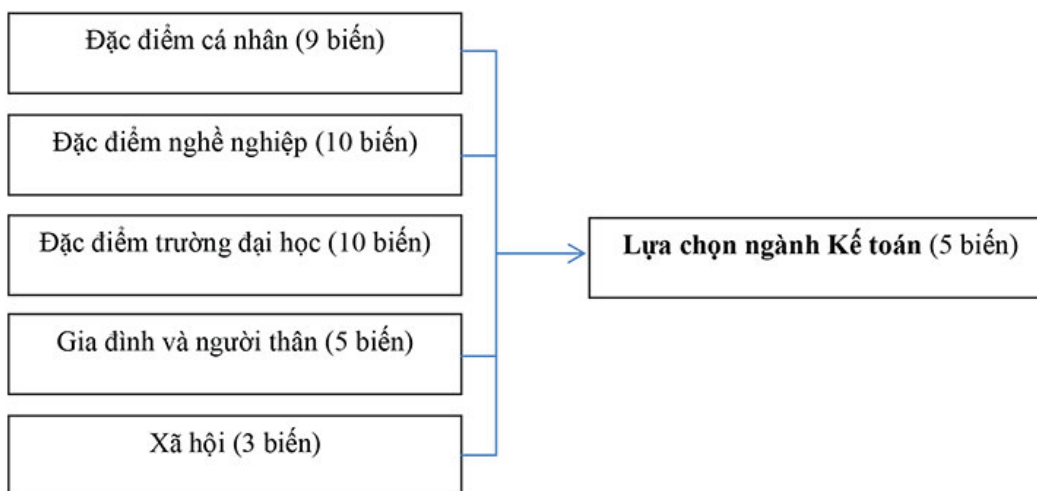 Đặc điểm cá nhân (9 biến)
Đặc điểm nghề nghiệp (10 biến)
Đặc điểm trường đại học (10 biến)
Gia đình và người thân (5 biến)
Xã hội (3 biến)
Lựa chọn ngành Kế toán (5 biến)